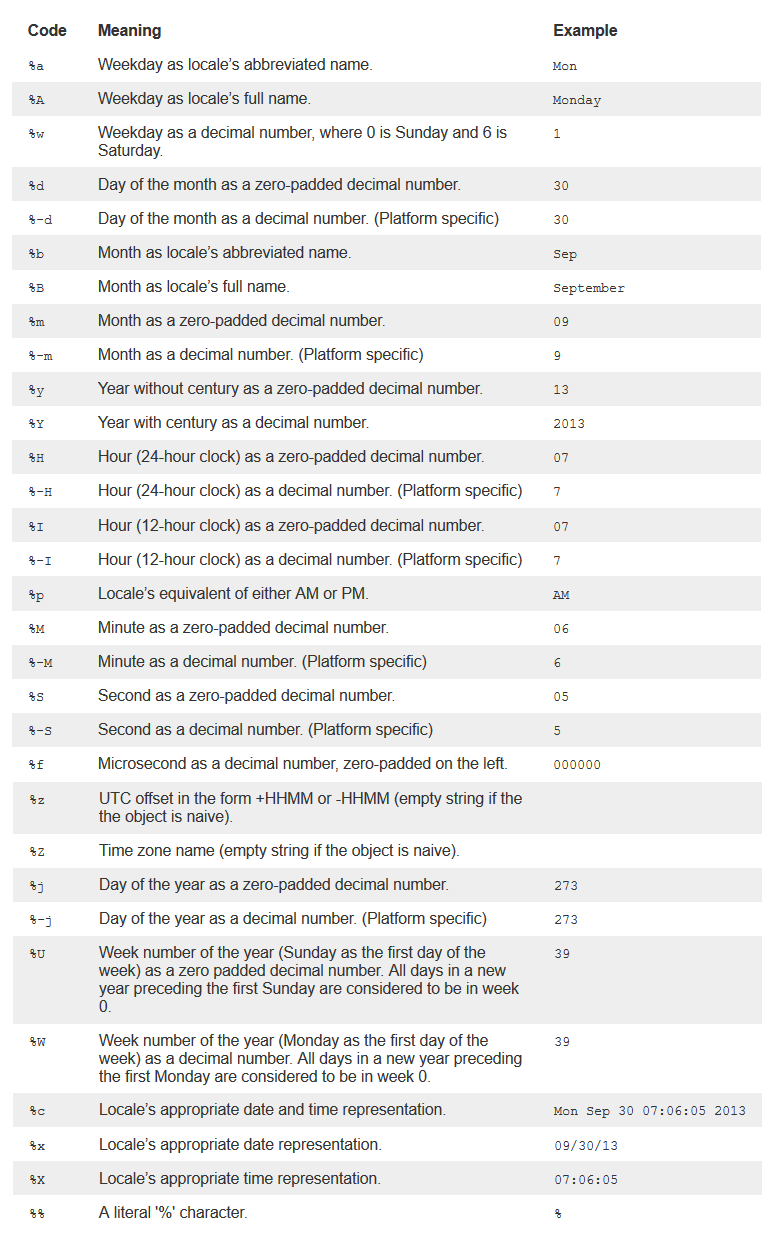 Code Meaning Example
%a Weekday as locale’s abbreviated name. Mon
%A Weekday as locale’s full name. Monday
%w Weekday as a decimal number, where 0 is Sunday and 6 is 1
Saturday.
%d Day of the month as a zero-padded decimal number. 30
%-d Day of the month as a decimal number. (Platform specific) 30
%b Month as locale’s abbreviated name. Sep
%B Month as locale’s full name. September
%m Month as a zero-padded decimal number. 09
%-m Month as a decimal number. (Platform specific) 9
%y Year without century as a zero-padded decimal number. 13
%Y Year with century as a decimal number. 2013
%H Hour (24-hour clock) as a zero-padded decimal number. 07
%-H Hour (24-hour clock) as a decimal number. (Platform specific) 7
%I Hour (12-hour clock) as a zero-padded decimal number. 07
%-I Hour (12-hour clock) as a decimal number. (Platform specific) 7
%p Locale’s equivalent of either AM or PM. AM
%M Minute as a zero-padded decimal number. 06
%-M Minute as a decimal number. (Platform specific) 6
%S Second as a zero-padded decimal number. 05
%-S Second as a decimal number. (Platform specific) 5
%f Microsecond as a decimal number, zero-padded on the left. 000000
%z UTC offset in the form +HHMM or -HHMM (empty string if the
the object is naive).
%Z Time zone name (empty string if the object is naive).
%j Day of the year as a zero-padded decimal number. 273
%-j Day of the year as a decimal number. (Platform specific) 273
%U Week number of the year (Sunday as the first day of the 39
week) as a zero padded decimal number. All days in a new
year preceding the first Sunday are considered to be in week
0.
%W Week number of the year (Monday as the first day of the 39
week) as a decimal number. All days in a new year preceding
the first Monday are considered to be in week 0.
%c Locale’s appropriate date and time representation. Mon Sep 30 07:06:05 2013
%x Locale’s appropriate date representation. 09/30/13
%X Locale’s appropriate time representation. 07:06:05
%% A literal '%' character. %